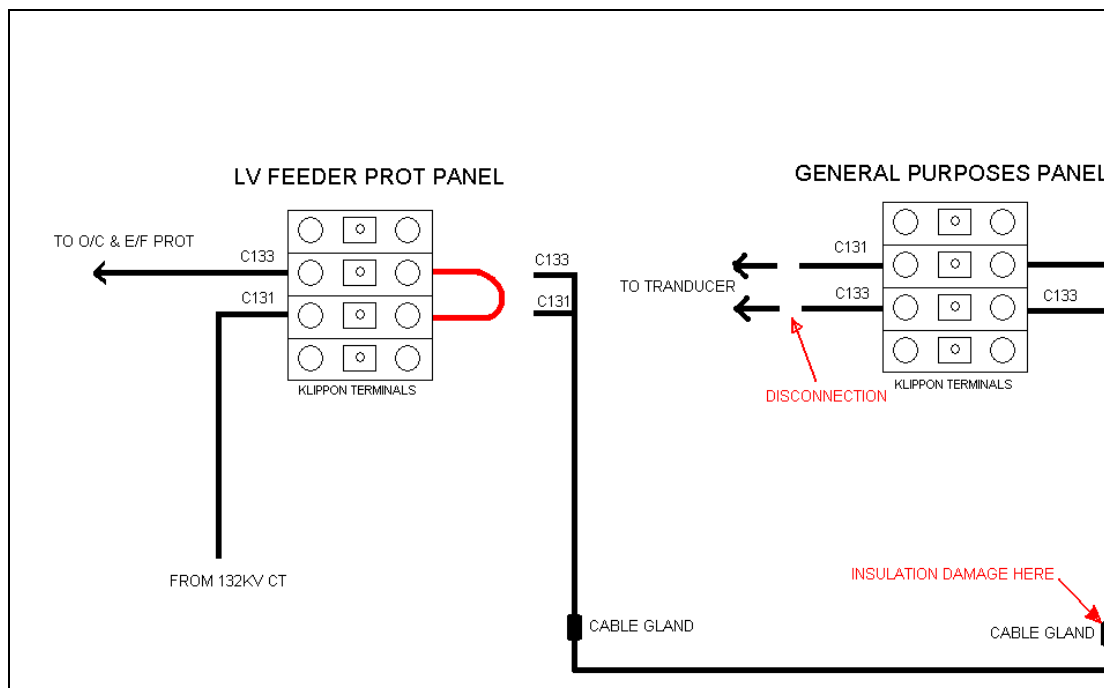 LV FEEDER PROT PANEL
GENERAL PURPOSES PANEL
TO O/C & E/F PROT
C133
C131
C133
C131
TO TRANDUCER
C131
C133
C133
DISCONNECTION
KLIPPON TERMINALS
KLIPPON TERMINALS
FROM 132KV CT
INSULATION DAMAGE HERE
CABLE GLAND
CABLE GLAND